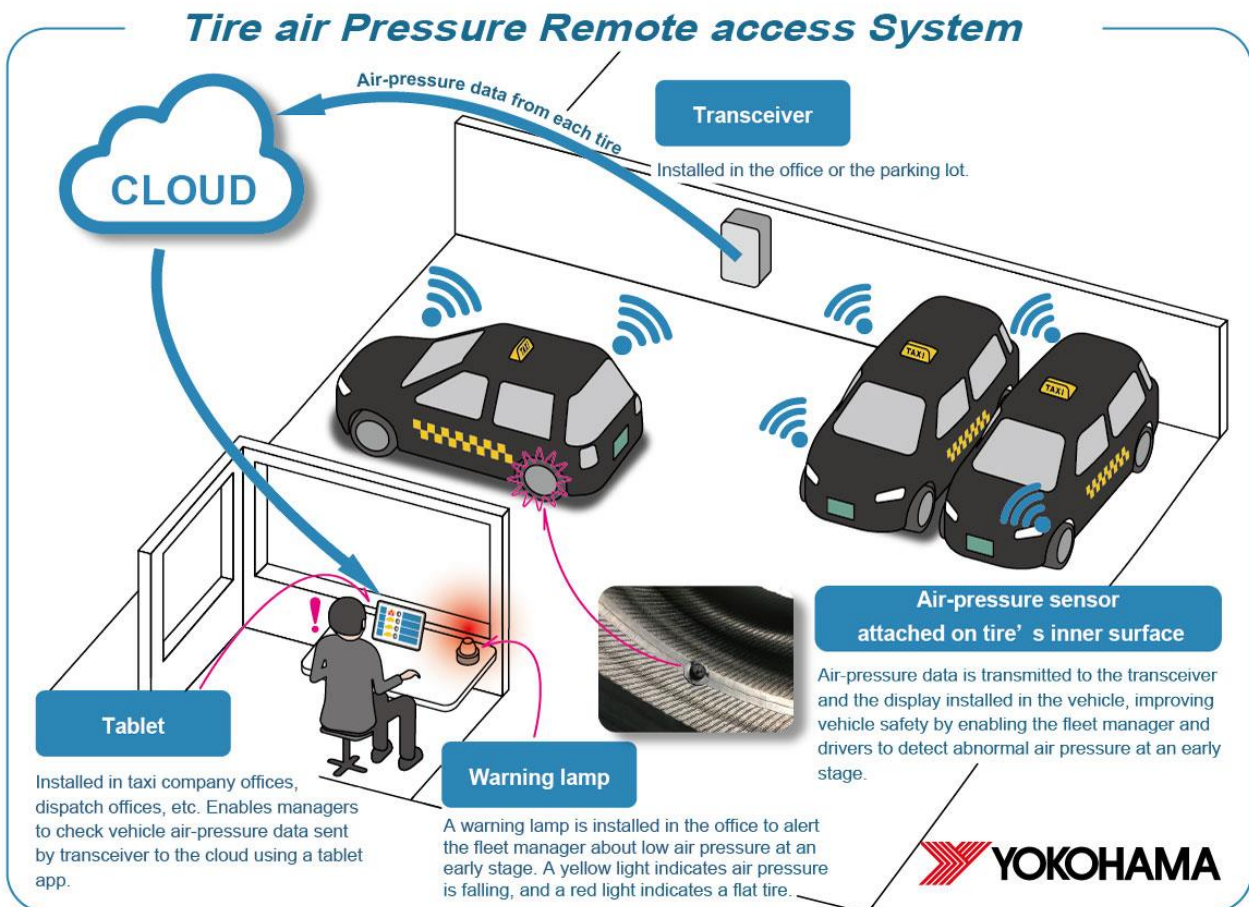 Tire air Pressure Remote access System
Air-pressure data from each tire
CLOUD
Transceiver
Installed in the office or the parking lot.
TAXI
TAXI
TAXI
Air-pressure sensor
attached on tire’ s inner surface
Air-pressure data is transmitted to the transceiver
and the display installed in the vehicle, improving
vehicle safety by enabling the fleet manager and
drivers to detect abnormal air pressure at an early
stage.
!
Tablet
Installed in taxi company offices,
dispatch offices, etc. Enables managers
to check vehicle air-pressure data sent
by transceiver to the cloud using a tablet
app.
Warning lamp
A warning lamp is installed in the office to alert
the fleet manager about low air pressure at an
early stage. A yellow light indicates air pressure
is falling, and a red light indicates a flat tire.
YOKOHAMA